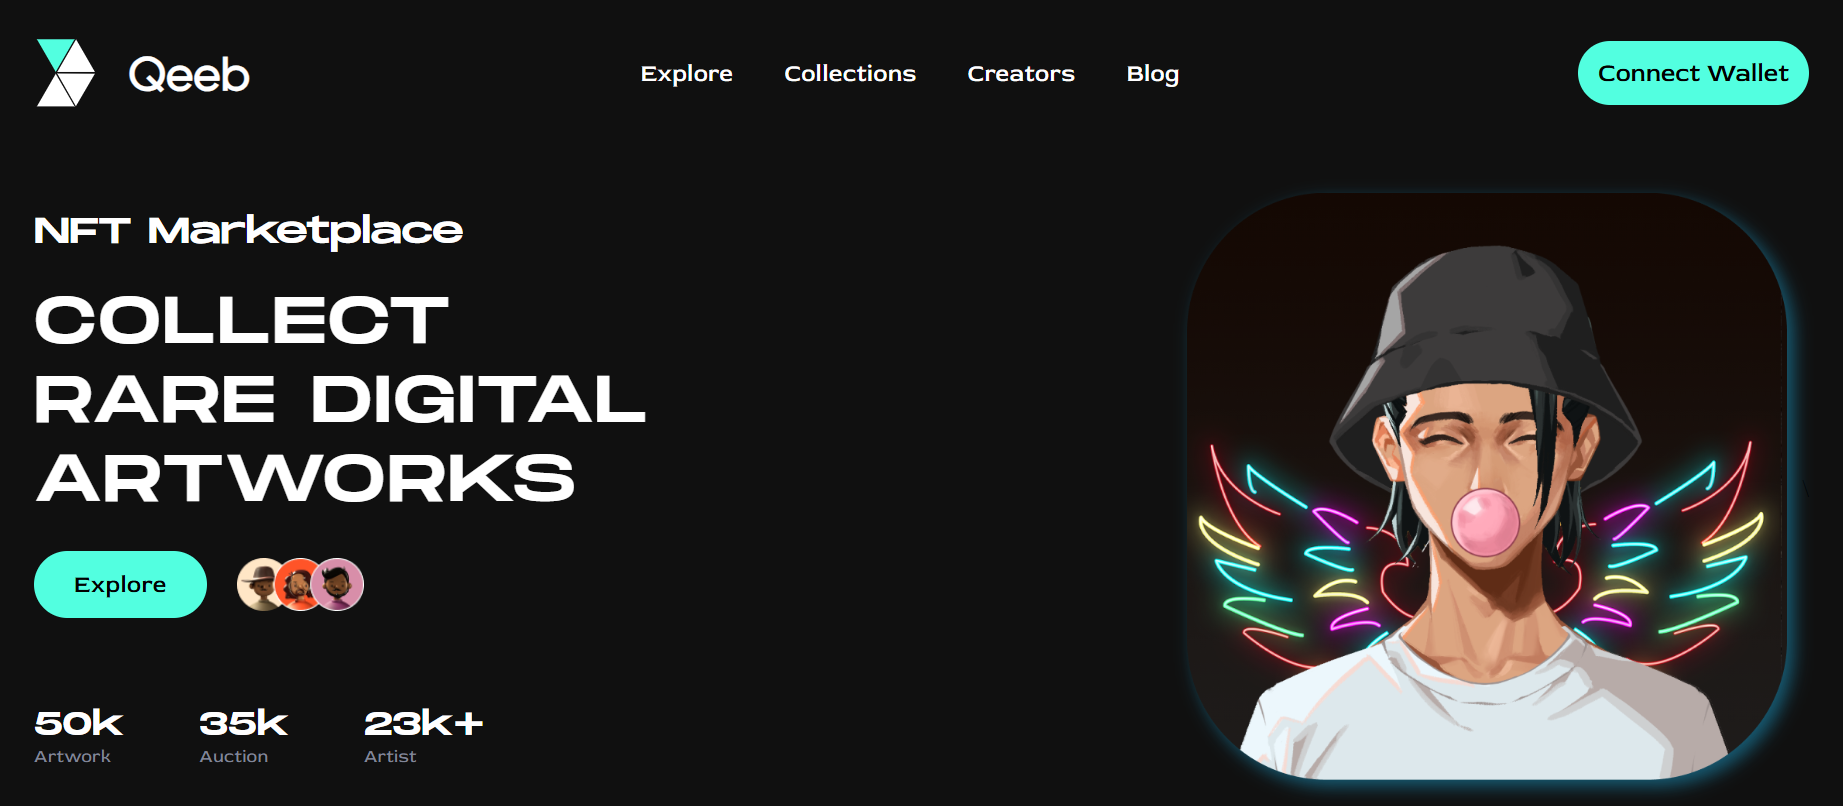 Qeeb
Explore
Collections
Creators
Blog
Connect Wallet
NFT Marketplace
COLLECT
RARE DIGITAL
ARTWORKS
Explore
50k
Artwork
35k
Auction
23k+
Artist